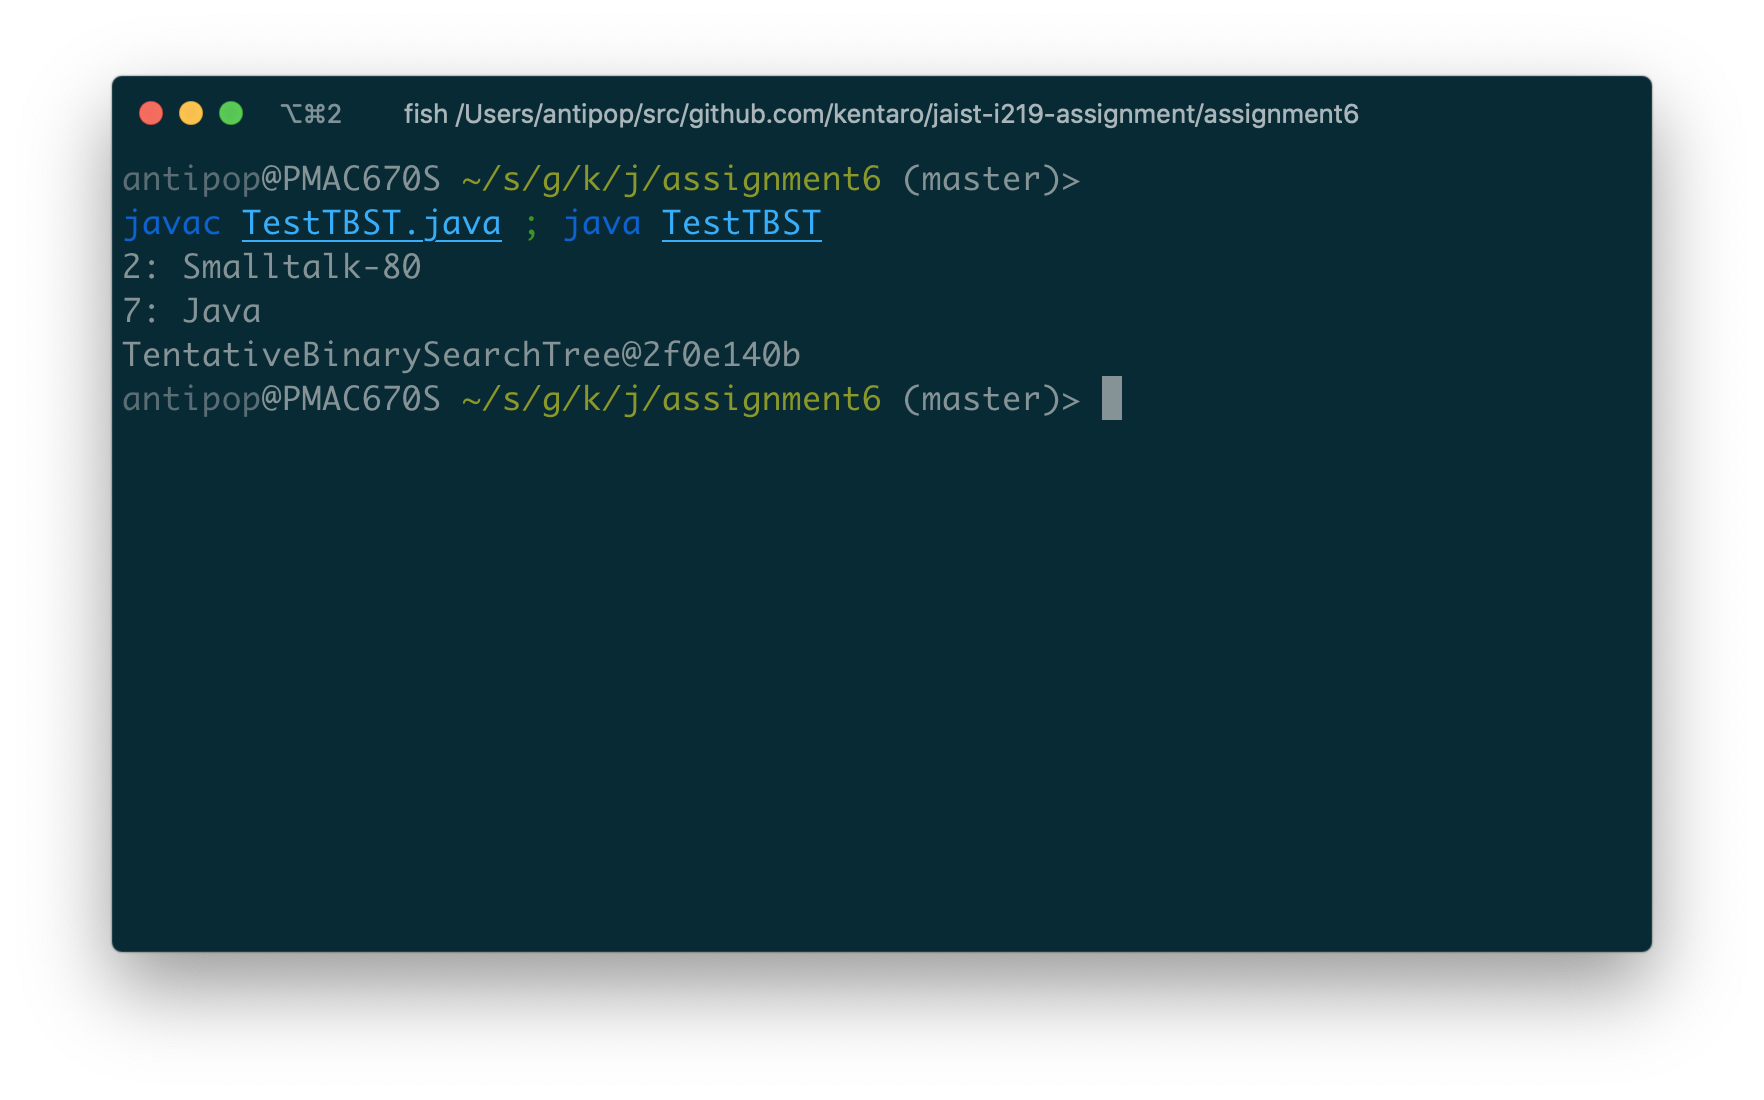 ⌥⌘2 fish /Users/antipop/src/github.com/kentaro/jaist-i219-assignment/assignment6
antipop@PMAC670S ~/s/g/k/j/assignment6 (master)>
javac TestTBST.java ; java TestTBST
2: Smalltalk-80
7: Java
TentativeBinarySearchTree@2f0e140b
antipop@PMAC670S ~/s/g/k/j/assignment6 (master)>